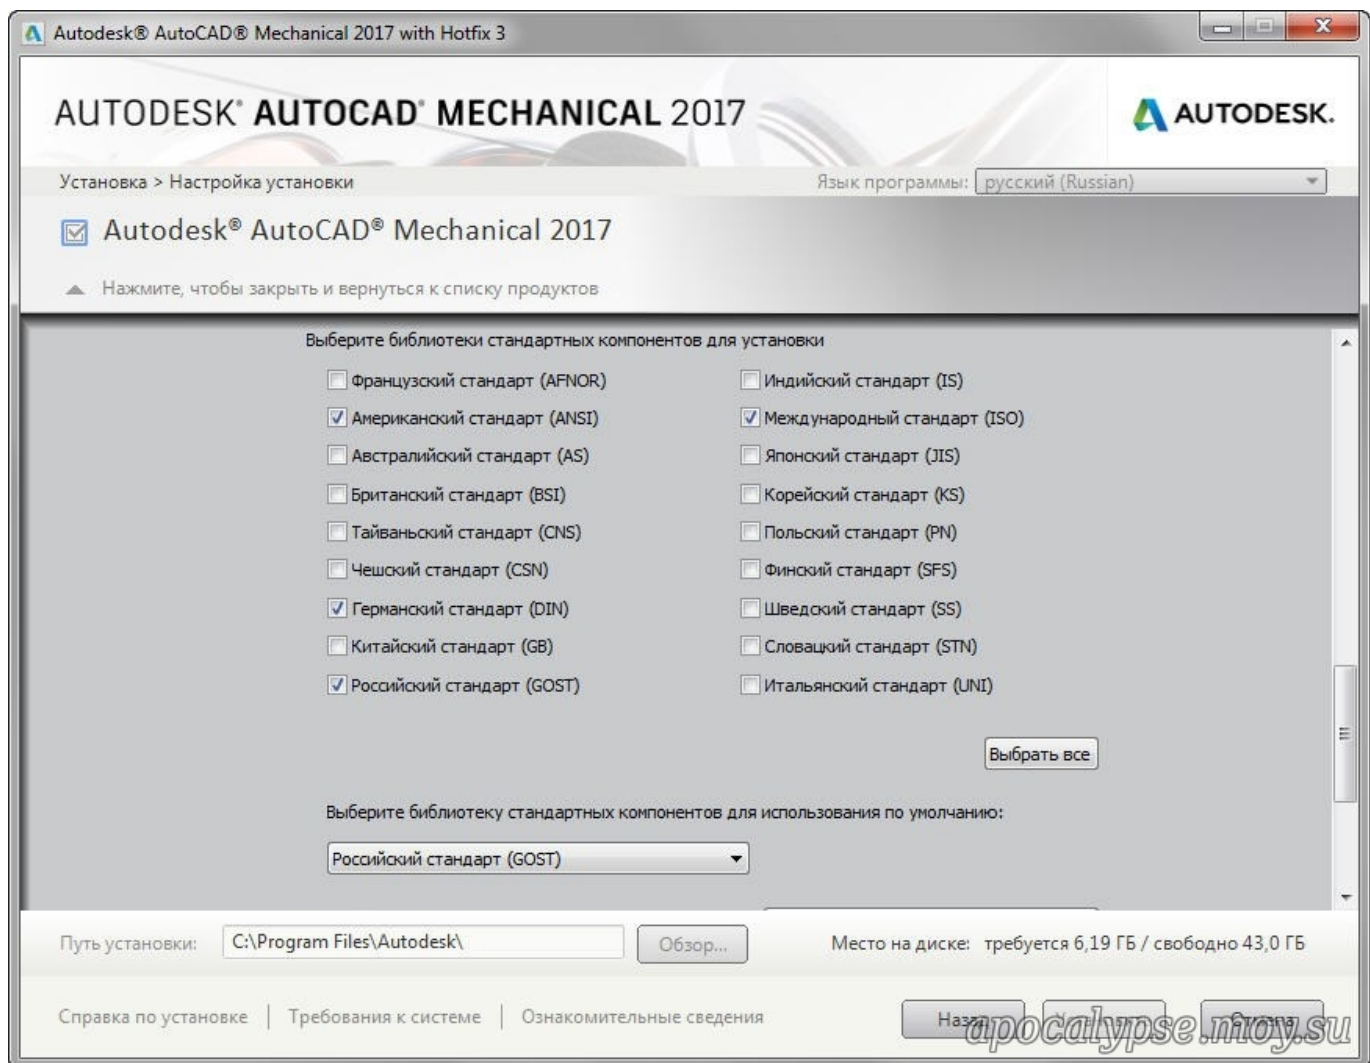 Autodesk® AutoCAD® Mechanical 2017 with Hotfix 3
AUTODESK® AUTOCAD® MECHANICAL 2017
AUTODESK.
Установка > Настройка установки
Язык программы: русский (Russian)
Autodesk® AutoCAD® Mechanical 2017
Нажмите, чтобы закрыть и вернуться к списку продуктов
Выберите библиотеки стандартных компонентов для установки
Французский стандарт (AFNOR)
Индийский стандарт (IS)
Американский стандарт (ANSI)
Международный стандарт (ISO)
Австралийский стандарт (AS)
Японский стандарт (JIS)
Британский стандарт (BSI)
Корейский стандарт (KS)
Тайваньский стандарт (CNS)
Польский стандарт (PN)
Чешский стандарт (CSN)
Финский стандарт (SFS)
Германский стандарт (DIN)
Шведский стандарт (SS)
Китайский стандарт (GB)
Словацкий стандарт (STN)
Российский стандарт (GOST)
Итальянский стандарт (UNI)
Выбрать все
Выберите библиотеку стандартных компонентов для использования по умолчанию:
Российский стандарт (GOST)
Путь установки: C:\Program Files\Autodesk\
Обзор...
Место на диске: требуется 6,19 ГБ / свободно 43,0 ГБ
Справка по установке | Требования к системе | Ознакомительные сведения
Назад
Отмена
apocalypse.moy.su